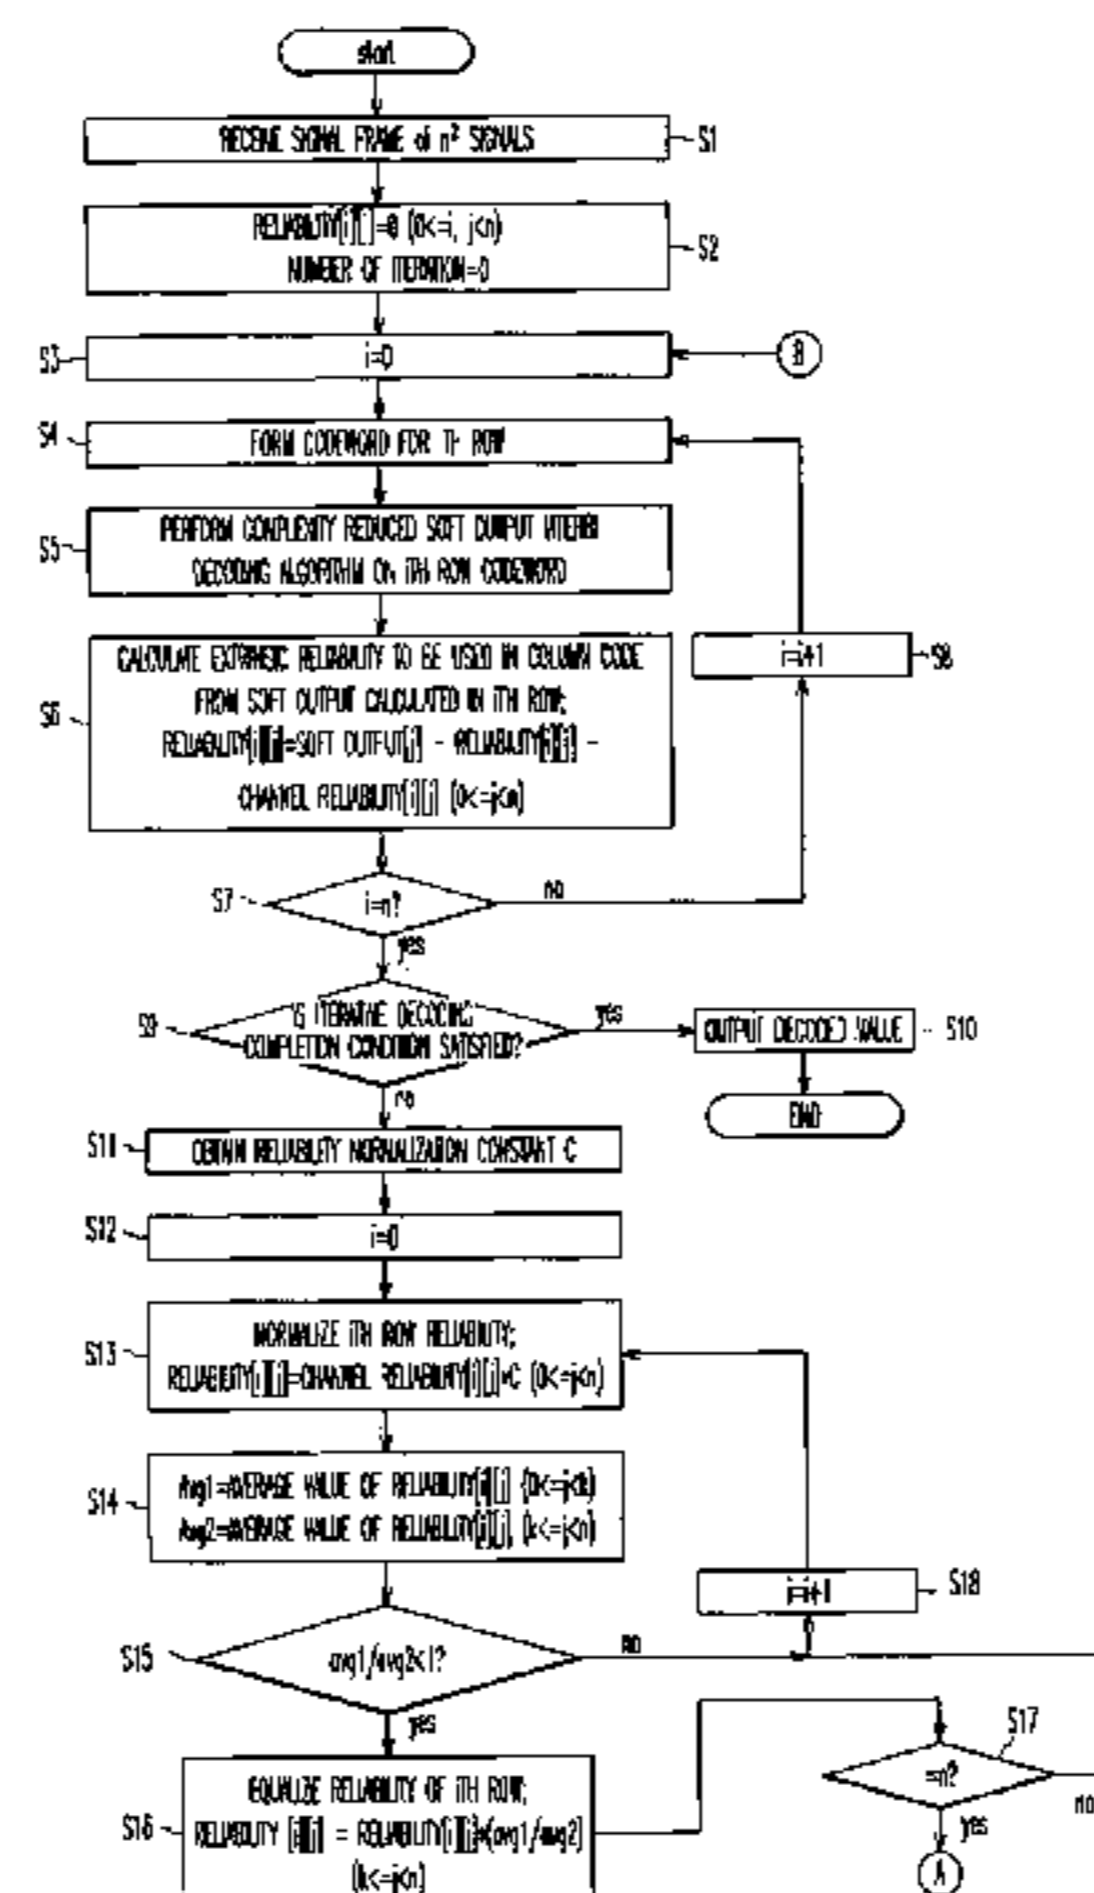 start
RECEIVE SIGNAL FRAME of n² SIGNALS
S1
RELIABILITY[i][j]=0 (0<=i, j<n)
NUMBER OF ITERATION=0
S2
S3
i=0
B
S4
FORM CODEWORD FOR ROW
S5
PERFORM COMPLEXITY REDUCED SOFT OUTPUT VITERBI
DECODING ALGORITHM ON iTH ROW CODEWORD
S6
CALCULATE EXTRINSIC RELIABILITY TO BE USED IN COLUMN CODE
FROM SOFT OUTPUT CALCULATED IN iTH ROW;
RELIABILITY[i][j]=SOFT OUTPUT[j] - RELIABILITY[i][j] -
CHANNEL RELIABILITY[i][j] (0<=j<n)
i=i+1
S8
S7
i=n?
no
yes
S9
IS ITERATIVE DECODING
COMPLETION CONDITION SATISFIED?
yes
OUTPUT DECODED VALUE
S10
END
no
S11
OBTAIN RELIABILITY NORMALIZATION CONSTANT C
S12
i=0
S13
NORMALIZE iTH ROW RELIABILITY;
RELIABILITY[i][j]=CHANNEL RELIABILITY[i][j]×C (0<=j<n)
S14
Avg1=AVERAGE VALUE OF RELIABILITY[i][j] (0<=j<k)
Avg2=AVERAGE VALUE OF RELIABILITY[i][j] (k<=j<n)
i=i+1
S18
S15
avg1/avg2<1?
no
yes
S16
EQUALIZE RELIABILITY OF iTH ROW;
RELIABILITY [i][j] = RELIABILITY[i][j]×(avg1/avg2)
(k<=j<n)
S17
=n?
no
yes
A